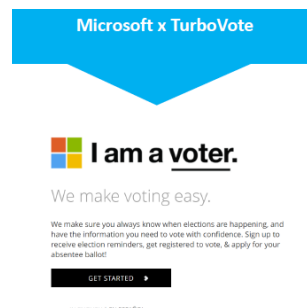 Microsoft x TurboVote
I am a voter.
We make voting easy.
We make sure you always know when elections are happening, and
have the information you need to vote with confidence. Sign up to
receive election reminders, get registered to vote, & apply for your
absentee ballot!
GET STARTED